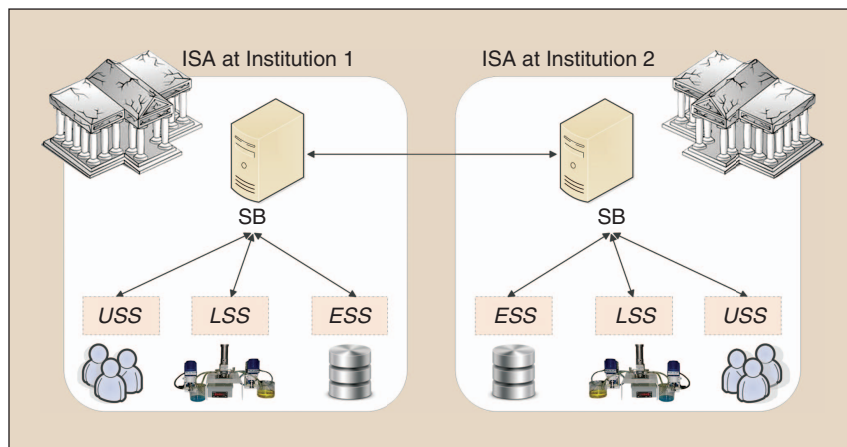 ISA at Institution 1
ISA at Institution 2
SB
SB
USS
LSS
ESS
ESS
LSS
USS